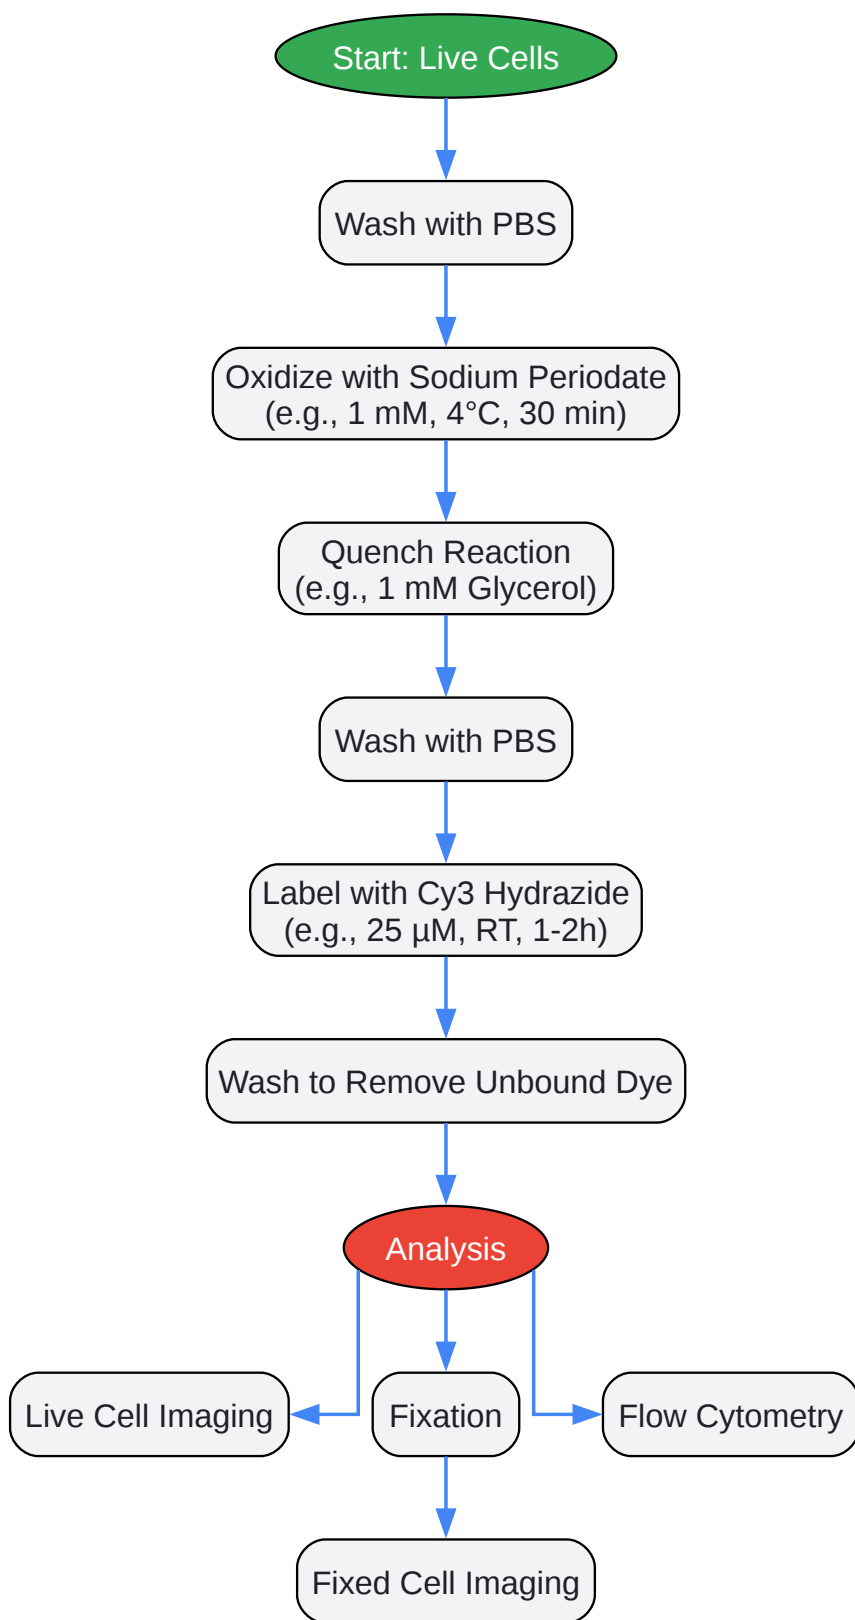 Start: Live Cells
Wash with PBS
Oxidize with Sodium Periodate
(e.g., 1 mM, 4°C, 30 min)
Quench Reaction
(e.g., 1 mM Glycerol)
Wash with PBS
Label with Cy3 Hydrazide
(e.g., 25 µM, RT, 1-2h)
Wash to Remove Unbound Dye
Analysis
Live Cell Imaging
Fixation
Flow Cytometry
Fixed Cell Imaging